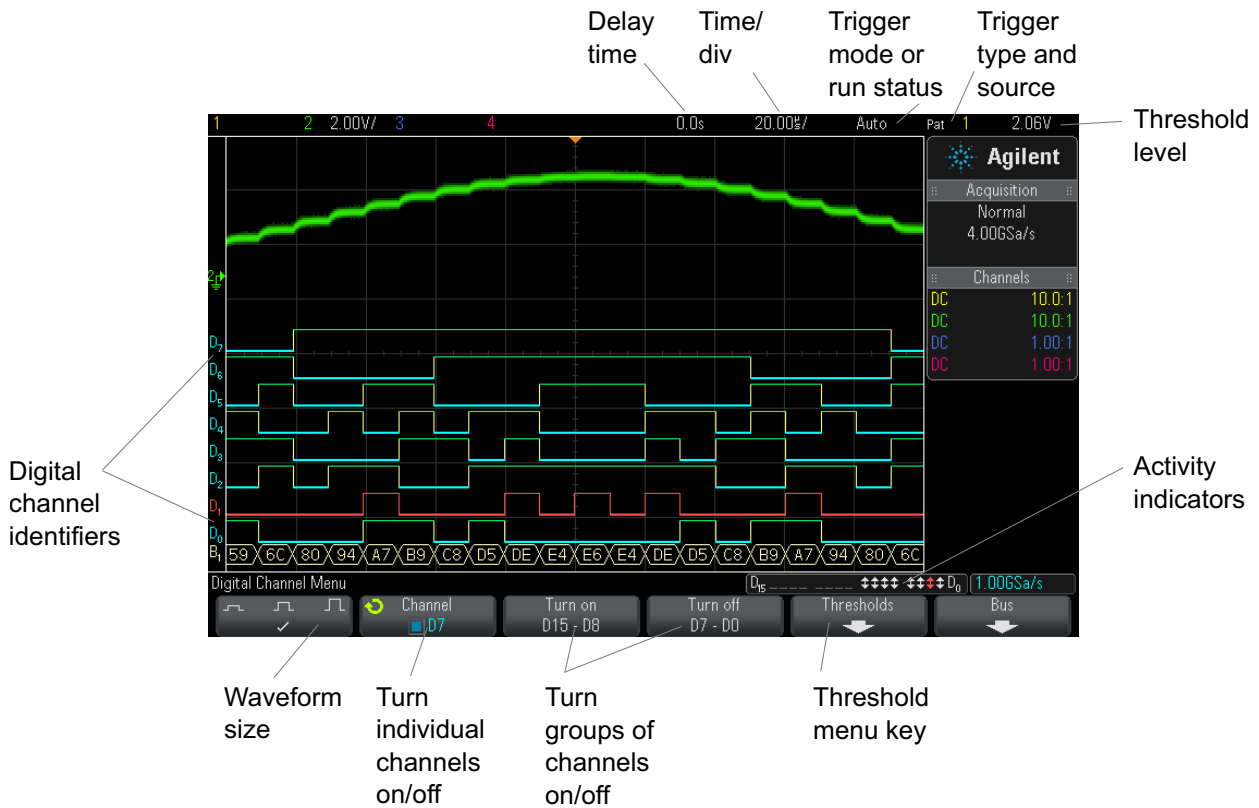 Delay
time
Time/
div
Trigger
mode or
run status
Trigger
type and
source
Threshold
level
1 2 2.00V/ 3 4 0.0s 20.00µs/ Auto Pat 1 2.06V
Agilent
Acquisition
Normal
4.00GSa/s
Channels
DC 10.0:1
DC 10.0:1
DC 1.00:1
DC 1.00:1
2
D7
D6
D5
D4
D3
D2
D1
D0
B1 59 6C 80 94 A7 B9 C8 D5 DE E4 E6 E4 DE D5 C8 B9 A7 94 80 6C
Digital
channel
identifiers
Activity
indicators
Digital Channel Menu
D15 D0 1.00GSa/s
Channel
D7
Turn on
D15 - D8
Turn off
D7 - D0
Thresholds
Bus
Waveform
size
Turn
individual
channels
on/off
Turn
groups of
channels
on/off
Threshold
menu key